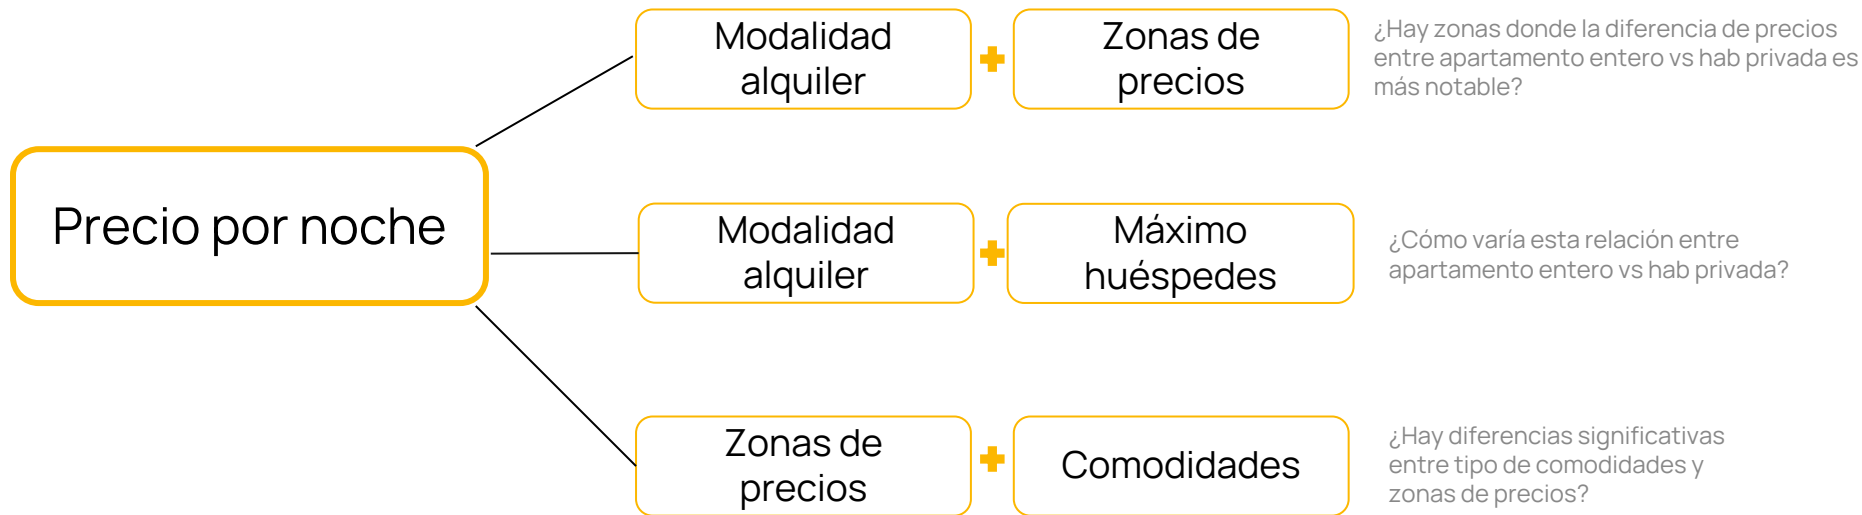 Precio por noche
Modalidad
alquiler
Zonas de
precios
¿Hay zonas donde la diferencia de precios
entre apartamento entero vs hab privada es
más notable?
Modalidad
alquiler
Máximo
huéspedes
¿Cómo varía esta relación entre
apartamento entero vs hab privada?
Zonas de
precios
Comodidades
¿Hay diferencias significativas
entre tipo de comodidades y
zonas de precios?